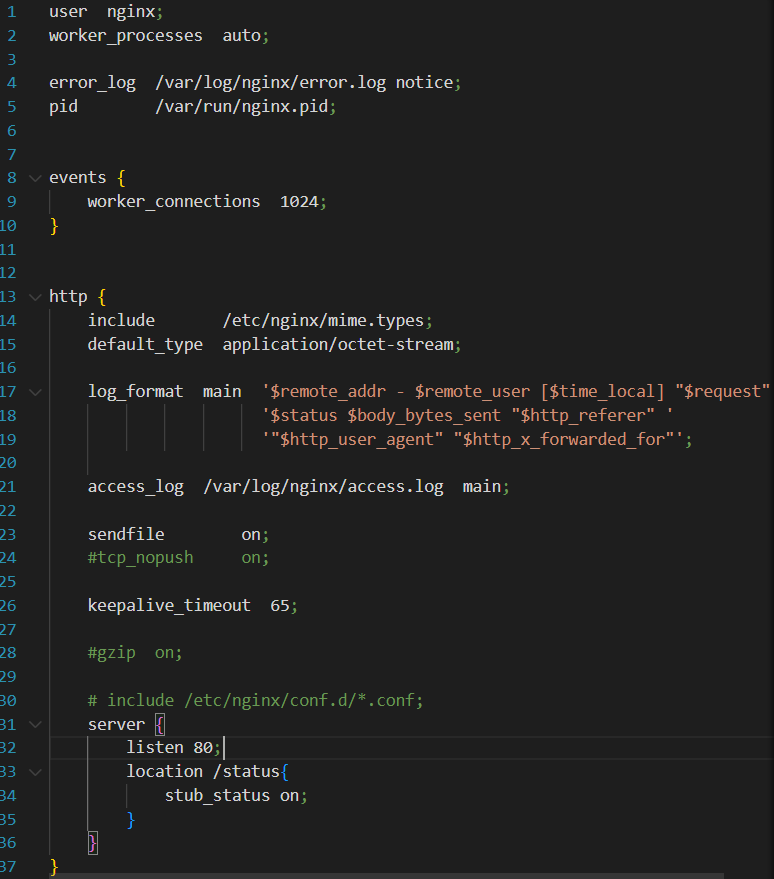 1 user  nginx;
2 worker_processes  auto;
3
4 error_log  /var/log/nginx/error.log notice;
5 pid        /var/run/nginx.pid;
6
7
8 events {
9     worker_connections  1024;
10 }
11
12
13 http {
14     include       /etc/nginx/mime.types;
15     default_type  application/octet-stream;
16
17     log_format  main  '$remote_addr - $remote_user [$time_local] "$request"
18                       '$status $body_bytes_sent "$http_referer" '
19                       '"$http_user_agent" "$http_x_forwarded_for"';
20
21     access_log  /var/log/nginx/access.log  main;
22
23     sendfile        on;
24     #tcp_nopush     on;
25
26     keepalive_timeout  65;
27
28     #gzip  on;
29
30     # include /etc/nginx/conf.d/*.conf;
31     server {
32         listen 80;
33         location /status{
34             stub_status on;
35         }
36     }
37 }